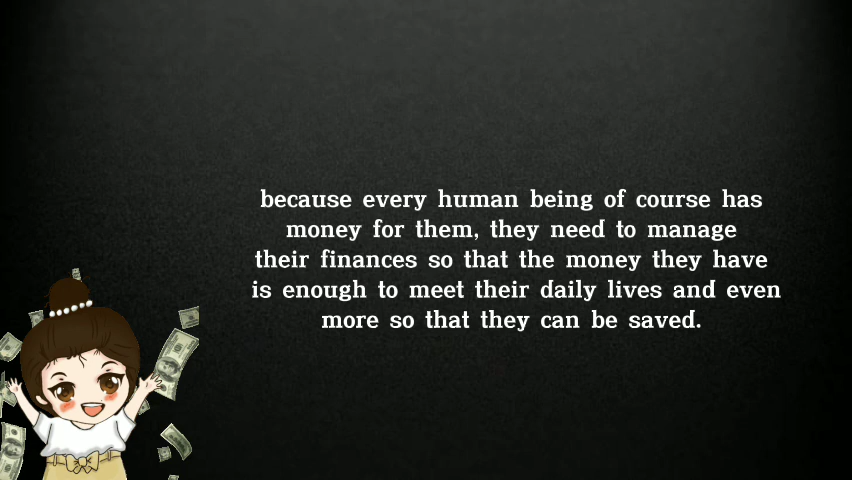 because every human being of course has
money for them, they need to manage
their finances so that the money they have
is enough to meet their daily lives and even
more so that they can be saved.